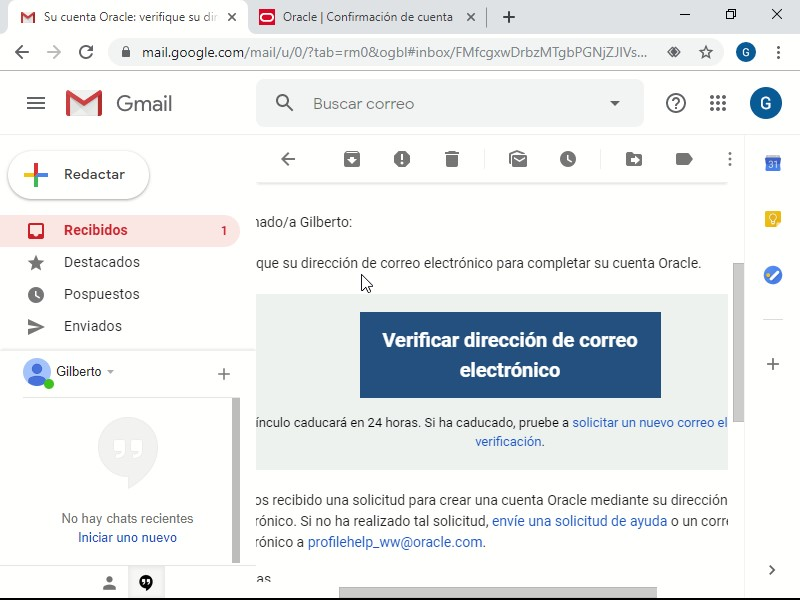 Su cuenta Oracle: verifique su dir
Oracle | Confirmación de cuenta
mail.google.com/mail/u/0/?tab=rm0&ogbl#inbox/FMfcgxwDrbzMTgbPGNjZJIVs...
G
Gmail
Buscar correo
G
Redactar
31
Recibidos 1
Destacados
Pospuestos
Enviados
Gilberto
No hay chats recientes
Iniciar uno nuevo
nado/a Gilberto:
que su dirección de correo electrónico para completar su cuenta Oracle.
Verificar dirección de correo
electrónico
ínculo caducará en 24 horas. Si ha caducado, pruebe a solicitar un nuevo correo el
verificación.
os recibido una solicitud para crear una cuenta Oracle mediante su dirección
rónico. Si no ha realizado tal solicitud, envíe una solicitud de ayuda o un corre
rónico a profilehelp_ww@oracle.com.
as